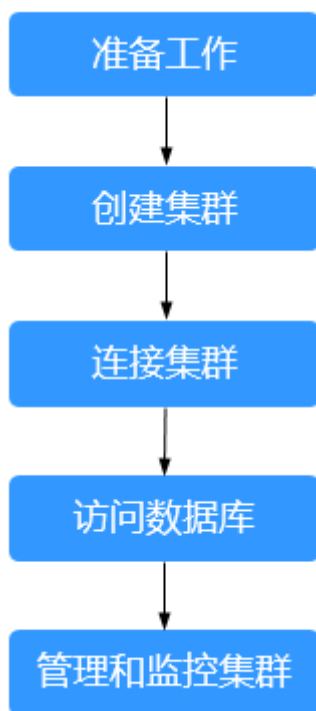 准备工作
创建集群
连接集群
访问数据库
管理和监控集群